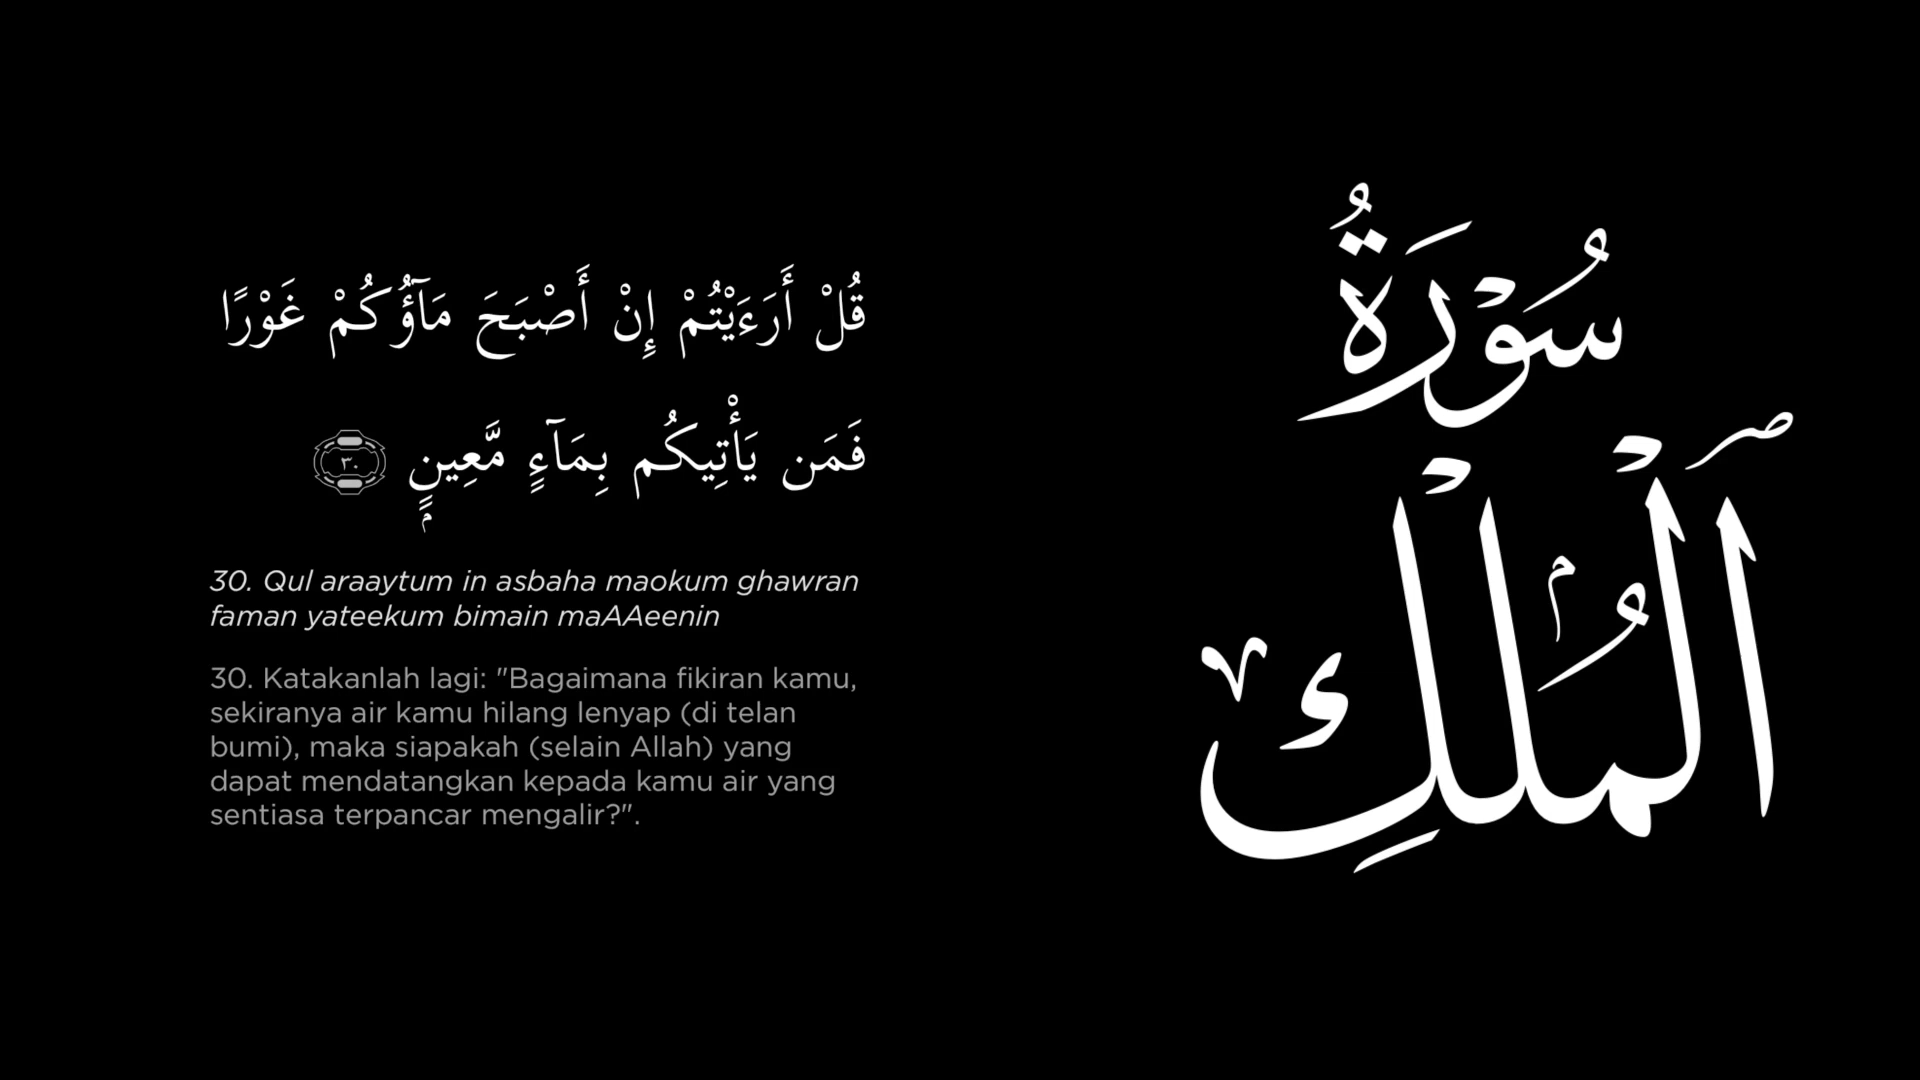 قُلْ أَرَءَيْتُمْ إِنْ أَصْبَحَ مَآؤُكُمْ غَوْرًا
فَمَن يَأْتِيكُم بِمَآءٍ مَّعِينٍۭ ٣٠
30. Qul araaytum in asbaha maokum ghawran
faman yateekum bimain maAAeenin
30. Katakanlah lagi: "Bagaimana fikiran kamu,
sekiranya air kamu hilang lenyap (di telan
bumi), maka siapakah (selain Allah) yang
dapat mendatangkan kepada kamu air yang
sentiasa terpancar mengalir?".
سُوْرَةُ
ٱَلْمُلْكِ